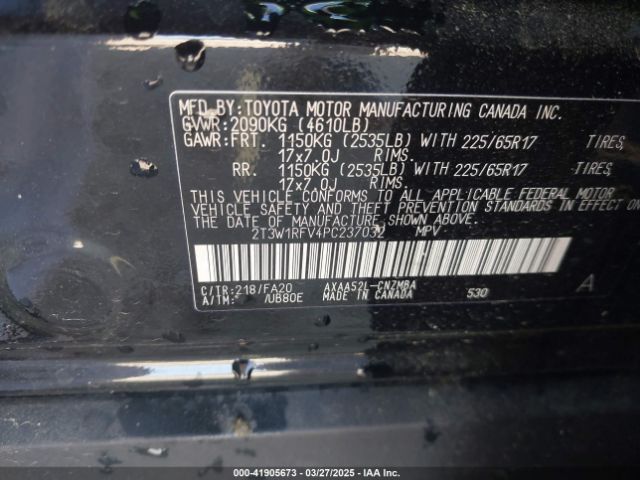 MFD BY:TOYOTA MOTOR MANUFACTURING CANADA INC.
GVWR:2090KG (4610LB)
GAWR:FRT. 1150KG (2535LB) WITH 225/65R17 TIRES,
17x7.0J RIMS.
RR. 1150KG (2535LB) WITH 225/65R17 TIRES,
17x7.0J RIMS.
THIS VEHICLE CONFORMS TO ALL APPLICABLE FEDERAL MOTOR
VEHICLE SAFETY AND THEFT PREVENTION STANDARDS IN EFFECT ON
THE DATE OF MANUFACTURE SHOWN ABOVE.
2T3W1RFV4PC237032 MPV
C/TR:218/FA20 AXAA52L-CNZMBA A
A/TM: /UB80E MADE IN CANADA 530
000-41905673 — 03/27/2025 — IAA Inc.